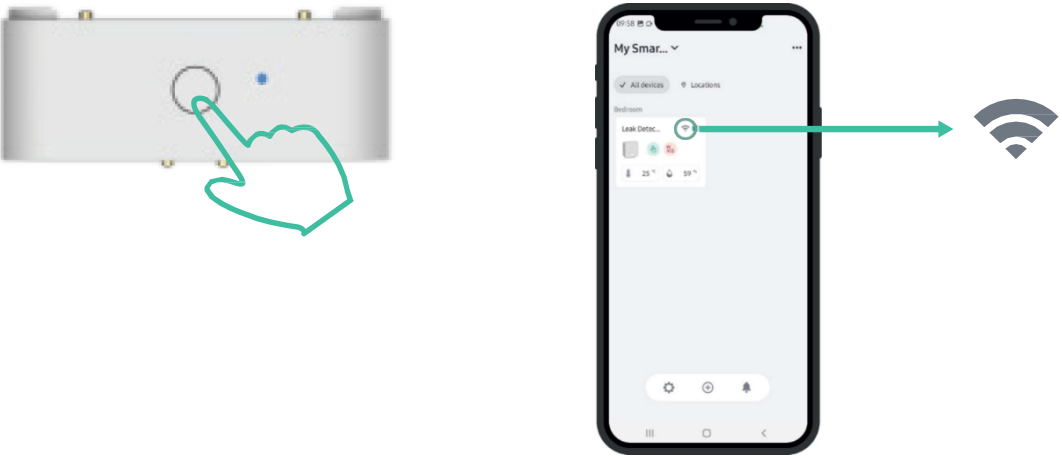 09:58
My Smar...
All devices
Locations
Bedroom
Leak Detec...
25 °C
59 %